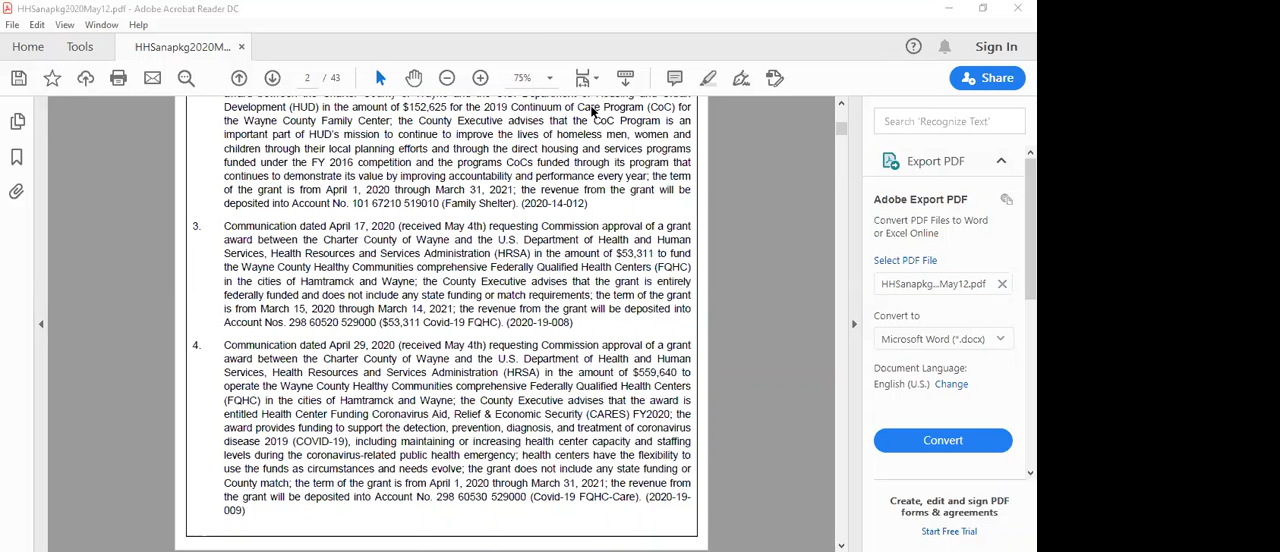 HHSanapkg2020May12.pdf - Adobe Acrobat Reader DC
File Edit View Window Help
Home Tools HHSanapkg2020M... × Sign In
2 / 43 75% Share
Development (HUD) in the amount of $152,625 for the 2019 Continuum of Care Program (CoC) for
the Wayne County Family Center; the County Executive advises that the CoC Program is an
important part of HUD's mission to continue to improve the lives of homeless men, women and
children through their local planning efforts and through the direct housing and services programs
funded under the FY 2016 competition and the programs CoCs funded through its program that
continues to demonstrate its value by improving accountability and performance every year; the term
of the grant is from April 1, 2020 through March 31, 2021; the revenue from the grant will be
deposited into Account No. 101 67210 519010 (Family Shelter). (2020-14-012)
3. Communication dated April 17, 2020 (received May 4th) requesting Commission approval of a grant
award between the Charter County of Wayne and the U.S. Department of Health and Human
Services, Health Resources and Services Administration (HRSA) in the amount of $53,311 to fund
the Wayne County Healthy Communities comprehensive Federally Qualified Health Centers (FQHC)
in the cities of Hamtramck and Wayne; the County Executive advises that the grant is entirely
federally funded and does not include any state funding or match requirements; the term of the grant
is from March 15, 2020 through March 14, 2021; the revenue from the grant will be deposited into
Account Nos. 298 60520 529000 ($53,311 Covid-19 FQHC). (2020-19-008)
4. Communication dated April 29, 2020 (received May 4th) requesting Commission approval of a grant
award between the Charter County of Wayne and the U.S. Department of Health and Human
Services, Health Resources and Services Administration (HRSA) in the amount of $559,640 to
operate the Wayne County Healthy Communities comprehensive Federally Qualified Health Centers
(FQHC) in the cities of Hamtramck and Wayne; the County Executive advises that the award is
entitled Health Center Funding Coronavirus Aid, Relief & Economic Security (CARES) FY2020; the
award provides funding to support the detection, prevention, diagnosis, and treatment of coronavirus
disease 2019 (COVID-19), including maintaining or increasing health center capacity and staffing
levels during the coronavirus-related public health emergency; health centers have the flexibility to
use the funds as circumstances and needs evolve; the grant does not include any state funding or
County match; the term of the grant is from April 1, 2020 through March 31, 2021; the revenue from
the grant will be deposited into Account No. 298 60530 529000 (Covid-19 FQHC-Care). (2020-19-
009)
Search 'Recognize Text'
Export PDF
Adobe Export PDF
Convert PDF Files to Word
or Excel Online
Select PDF File
HHSanapkg...May12.pdf
Convert to
Microsoft Word (*.docx)
Document Language:
English (U.S.) Change
Convert
Create, edit and sign PDF
forms & agreements
Start Free Trial